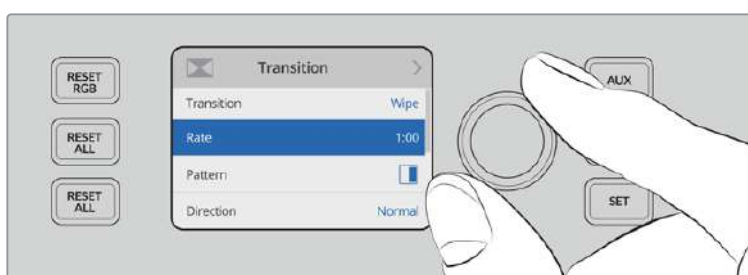 RESET
RGB
RESET
ALL
RESET
ALL
Transition
Transition Wipe
Rate 1:00
Pattern
Direction Normal
AUX
SET